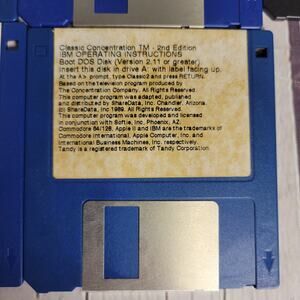 Classic Concentration TM - 2nd Edition
IBM OPERATING INSTRUCTIONS
Boot DOS Disk (Version 2.11 or greater)
Insert this disk in drive A: with label facing up.
At the A>. prompt, type Classic2 and press RETURN.
Based on the television program produced by
The Concentration Company. All Rights Reserved.
This computer program was adapted, published
and distributed by ShareData, Inc. Chandler, Arizona.
(c) ShareData, Inc. 1989. All Rights Reserved.
This computer program was developed and licensed
in conjunction with Softie, Inc, Phoenix, AZ.
Commodore 64/128, Apple II and IBM are the trademarks of
Commodore International, Apple Computer, Inc. and
International Business Machines, Inc. respectively.
Tandy is a registered trademark of Tandy Corporation.